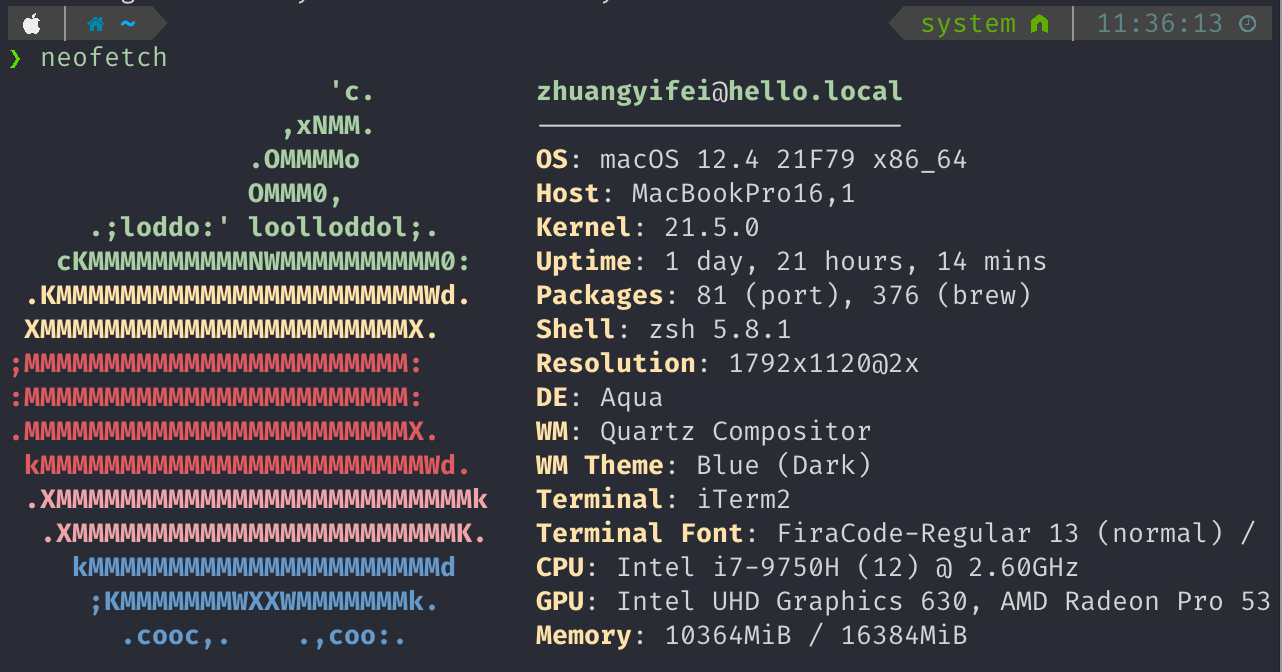 ~ system 11:36:13
❯ neofetch
'c. zhuangyifei@hello.local
,xNMM. -----------------------
.OMMMMo OS: macOS 12.4 21F79 x86_64
OMMM0, Host: MacBookPro16,1
.;loddo:' loolloddol;. Kernel: 21.5.0
cKMMMMMMMMMMNWMMMMMMMMMM0: Uptime: 1 day, 21 hours, 14 mins
.KMMMMMMMMMMMMMMMMMMMMMMMWd. Packages: 81 (port), 376 (brew)
XMMMMMMMMMMMMMMMMMMMMMMMX. Shell: zsh 5.8.1
;MMMMMMMMMMMMMMMMMMMMMMMM: Resolution: 1792x1120@2x
:MMMMMMMMMMMMMMMMMMMMMMMM: DE: Aqua
.MMMMMMMMMMMMMMMMMMMMMMMMX. WM: Quartz Compositor
kMMMMMMMMMMMMMMMMMMMMMMMMWd. WM Theme: Blue (Dark)
.XMMMMMMMMMMMMMMMMMMMMMMMMMMk Terminal: iTerm2
.XMMMMMMMMMMMMMMMMMMMMMMMMK. Terminal Font: FiraCode-Regular 13 (normal) /
kMMMMMMMMMMMMMMMMMMMMMMd CPU: Intel i7-9750H (12) @ 2.60GHz
;KMMMMMMMWXXWMMMMMMMk. GPU: Intel UHD Graphics 630, AMD Radeon Pro 53
.cooc,. .,coo:. Memory: 10364MiB / 16384MiB